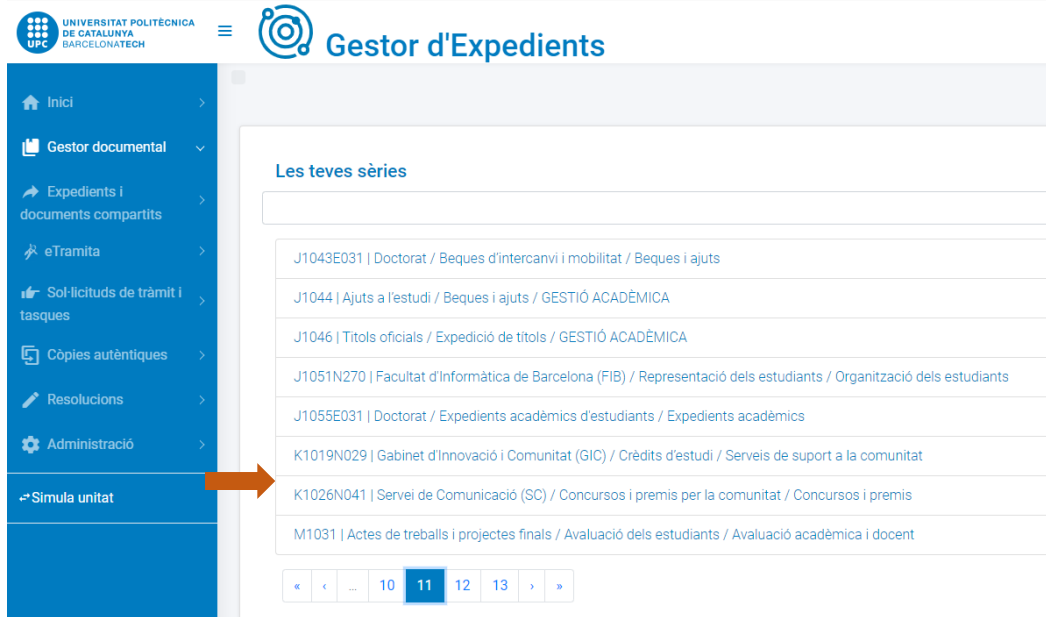 UNIVERSITAT POLITÈCNICA
DE CATALUNYA
BARCELONATECH
UPC
Gestor d'Expedients
Inici
Gestor documental
Expedients i
documents compartits
eTramita
Sol·licituds de tràmit i
tasques
Còpies autèntiques
Resolucions
Administració
Simula unitat
Les teves sèries
J1043E031 | Doctorat / Beques d'intercanvi i mobilitat / Beques i ajuts
J1044 | Ajuts a l'estudi / Beques i ajuts / GESTIÓ ACADÈMICA
J1046 | Títols oficials / Expedició de títols / GESTIÓ ACADÈMICA
J1051N270 | Facultat d'Informàtica de Barcelona (FIB) / Representació dels estudiants / Organització dels estudiants
J1055E031 | Doctorat / Expedients acadèmics d'estudiants / Expedients acadèmics
K1019N029 | Gabinet d'Innovació i Comunitat (GIC) / Crèdits d'estudi / Serveis de suport a la comunitat
K1026N041 | Servei de Comunicació (SC) / Concursos i premis per la comunitat / Concursos i premis
M1031 | Actes de treballs i projectes finals / Avaluació dels estudiants / Avaluació acadèmica i docent
« ‹ ... 10 11 12 13 › »